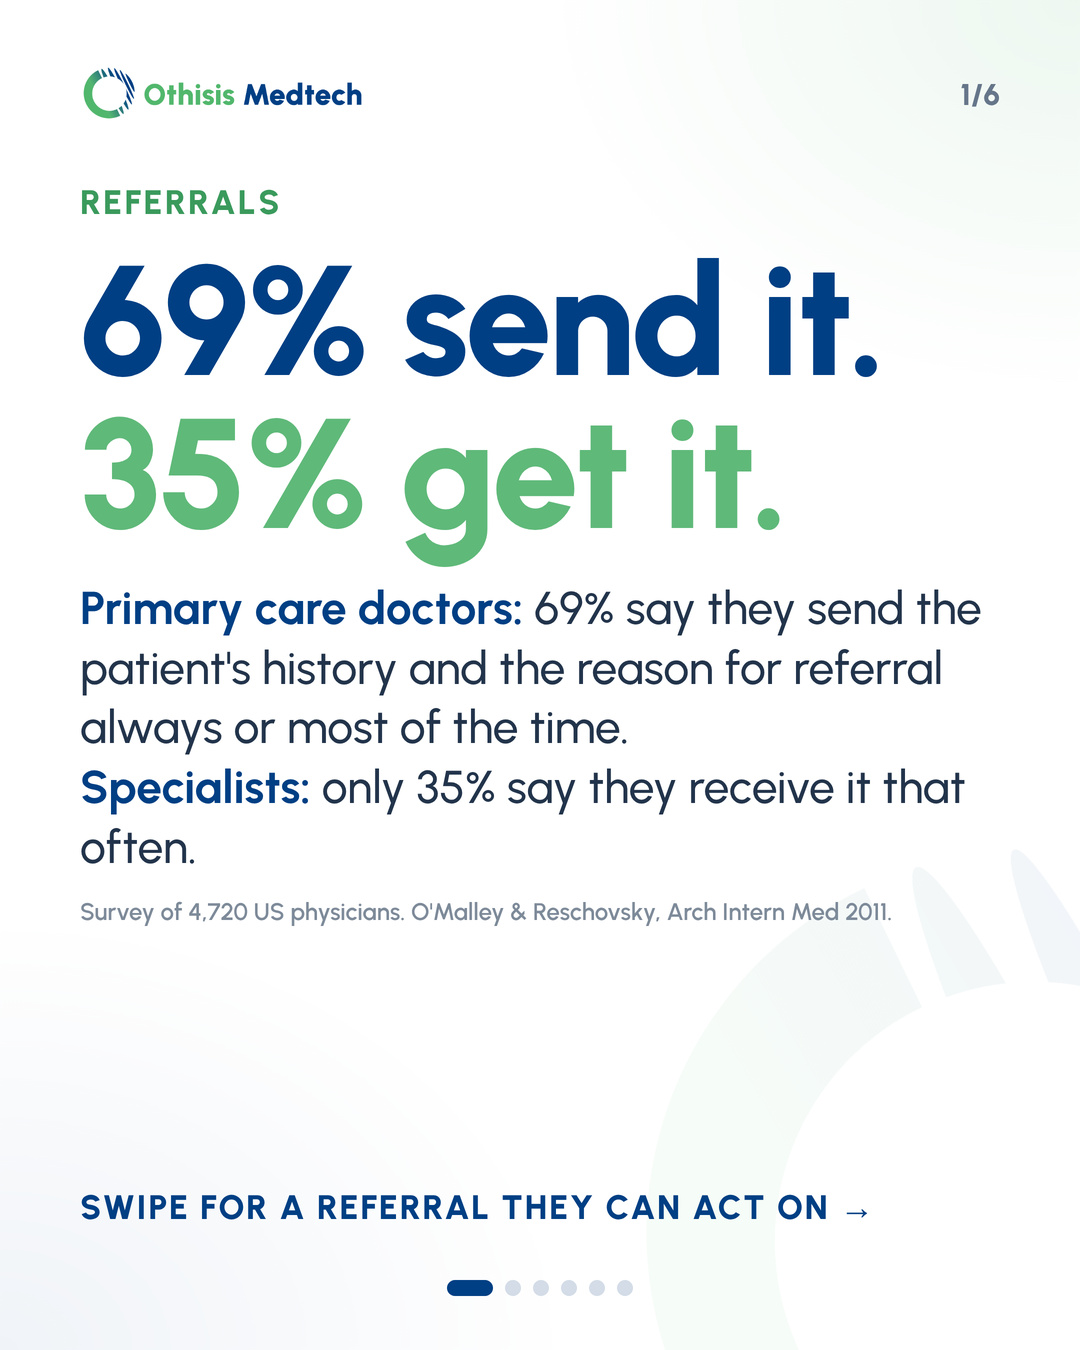 Othisis Medtech
1/6
REFERRALS
69% send it.
35% get it.
Primary care doctors: 69% say they send the
patient's history and the reason for referral
always or most of the time.
Specialists: only 35% say they receive it that
often.
Survey of 4,720 US physicians. O'Malley & Reschovsky, Arch Intern Med 2011.
SWIPE FOR A REFERRAL THEY CAN ACT ON →